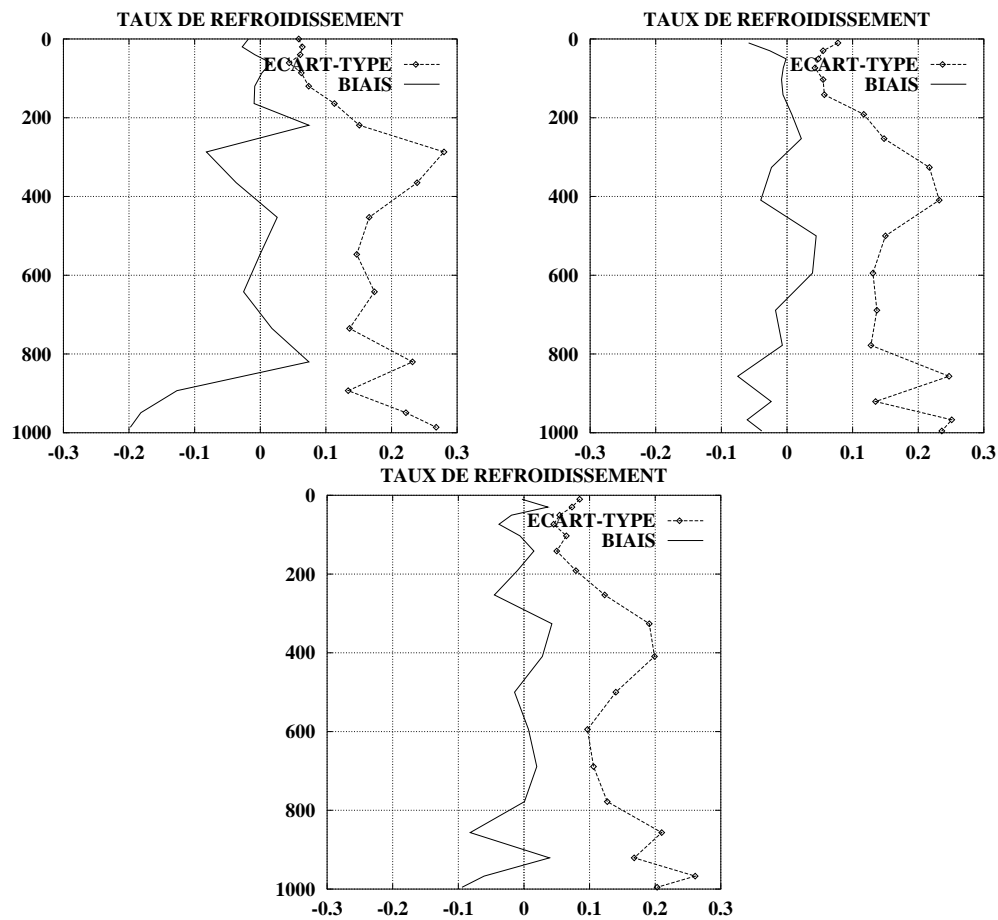 TAUX DE REFROIDISSEMENT
0
200
400
600
800
1000
-0.3 -0.2 -0.1 0 0.1 0.2 0.3
ECART-TYPE
BIAIS
TAUX DE REFROIDISSEMENT
0
200
400
600
800
1000
-0.3 -0.2 -0.1 0 0.1 0.2 0.3
ECART-TYPE
BIAIS
TAUX DE REFROIDISSEMENT
0
200
400
600
800
1000
-0.3 -0.2 -0.1 0 0.1 0.2 0.3
ECART-TYPE
BIAIS